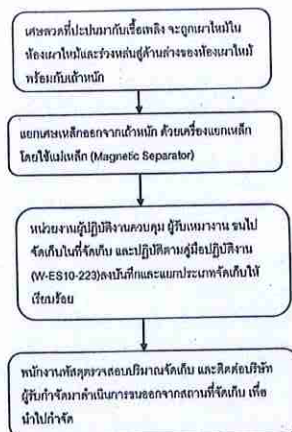 เศษลวดที่ปะปนมากับเชื้อเพลิง จะถูกเผาไหม้ใน
ห้องเผาไหม้และร่วงหล่นสู่ด้านล่างของห้องเผาไหม้
พร้อมกับเถ้าหนัก
แยกเศษเหล็กออกจากเถ้าหนัก ด้วยเครื่องแยกเหล็ก
โดยใช้แม่เหล็ก (Magnetic Separator)
หน่วยงานผู้ปฏิบัติงานควบคุม ผู้รับเหมางาน ขนไป
จัดเก็บในที่จัดเก็บ และปฏิบัติตามคู่มือปฏิบัติงาน
(W-ES10-223)ลงบันทึกและแยกประเภทจัดเก็บให้
เรียบร้อย
พนักงานพัสดุตรวจสอบปริมาณจัดเก็บ และติดต่อบริษัท
ผู้รับกำจัดมาดำเนินการขนออกจากสถานที่จัดเก็บ เพื่อ
นำไปกำจัด